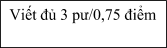 Viết đủ 3 pư/0,75 điểm